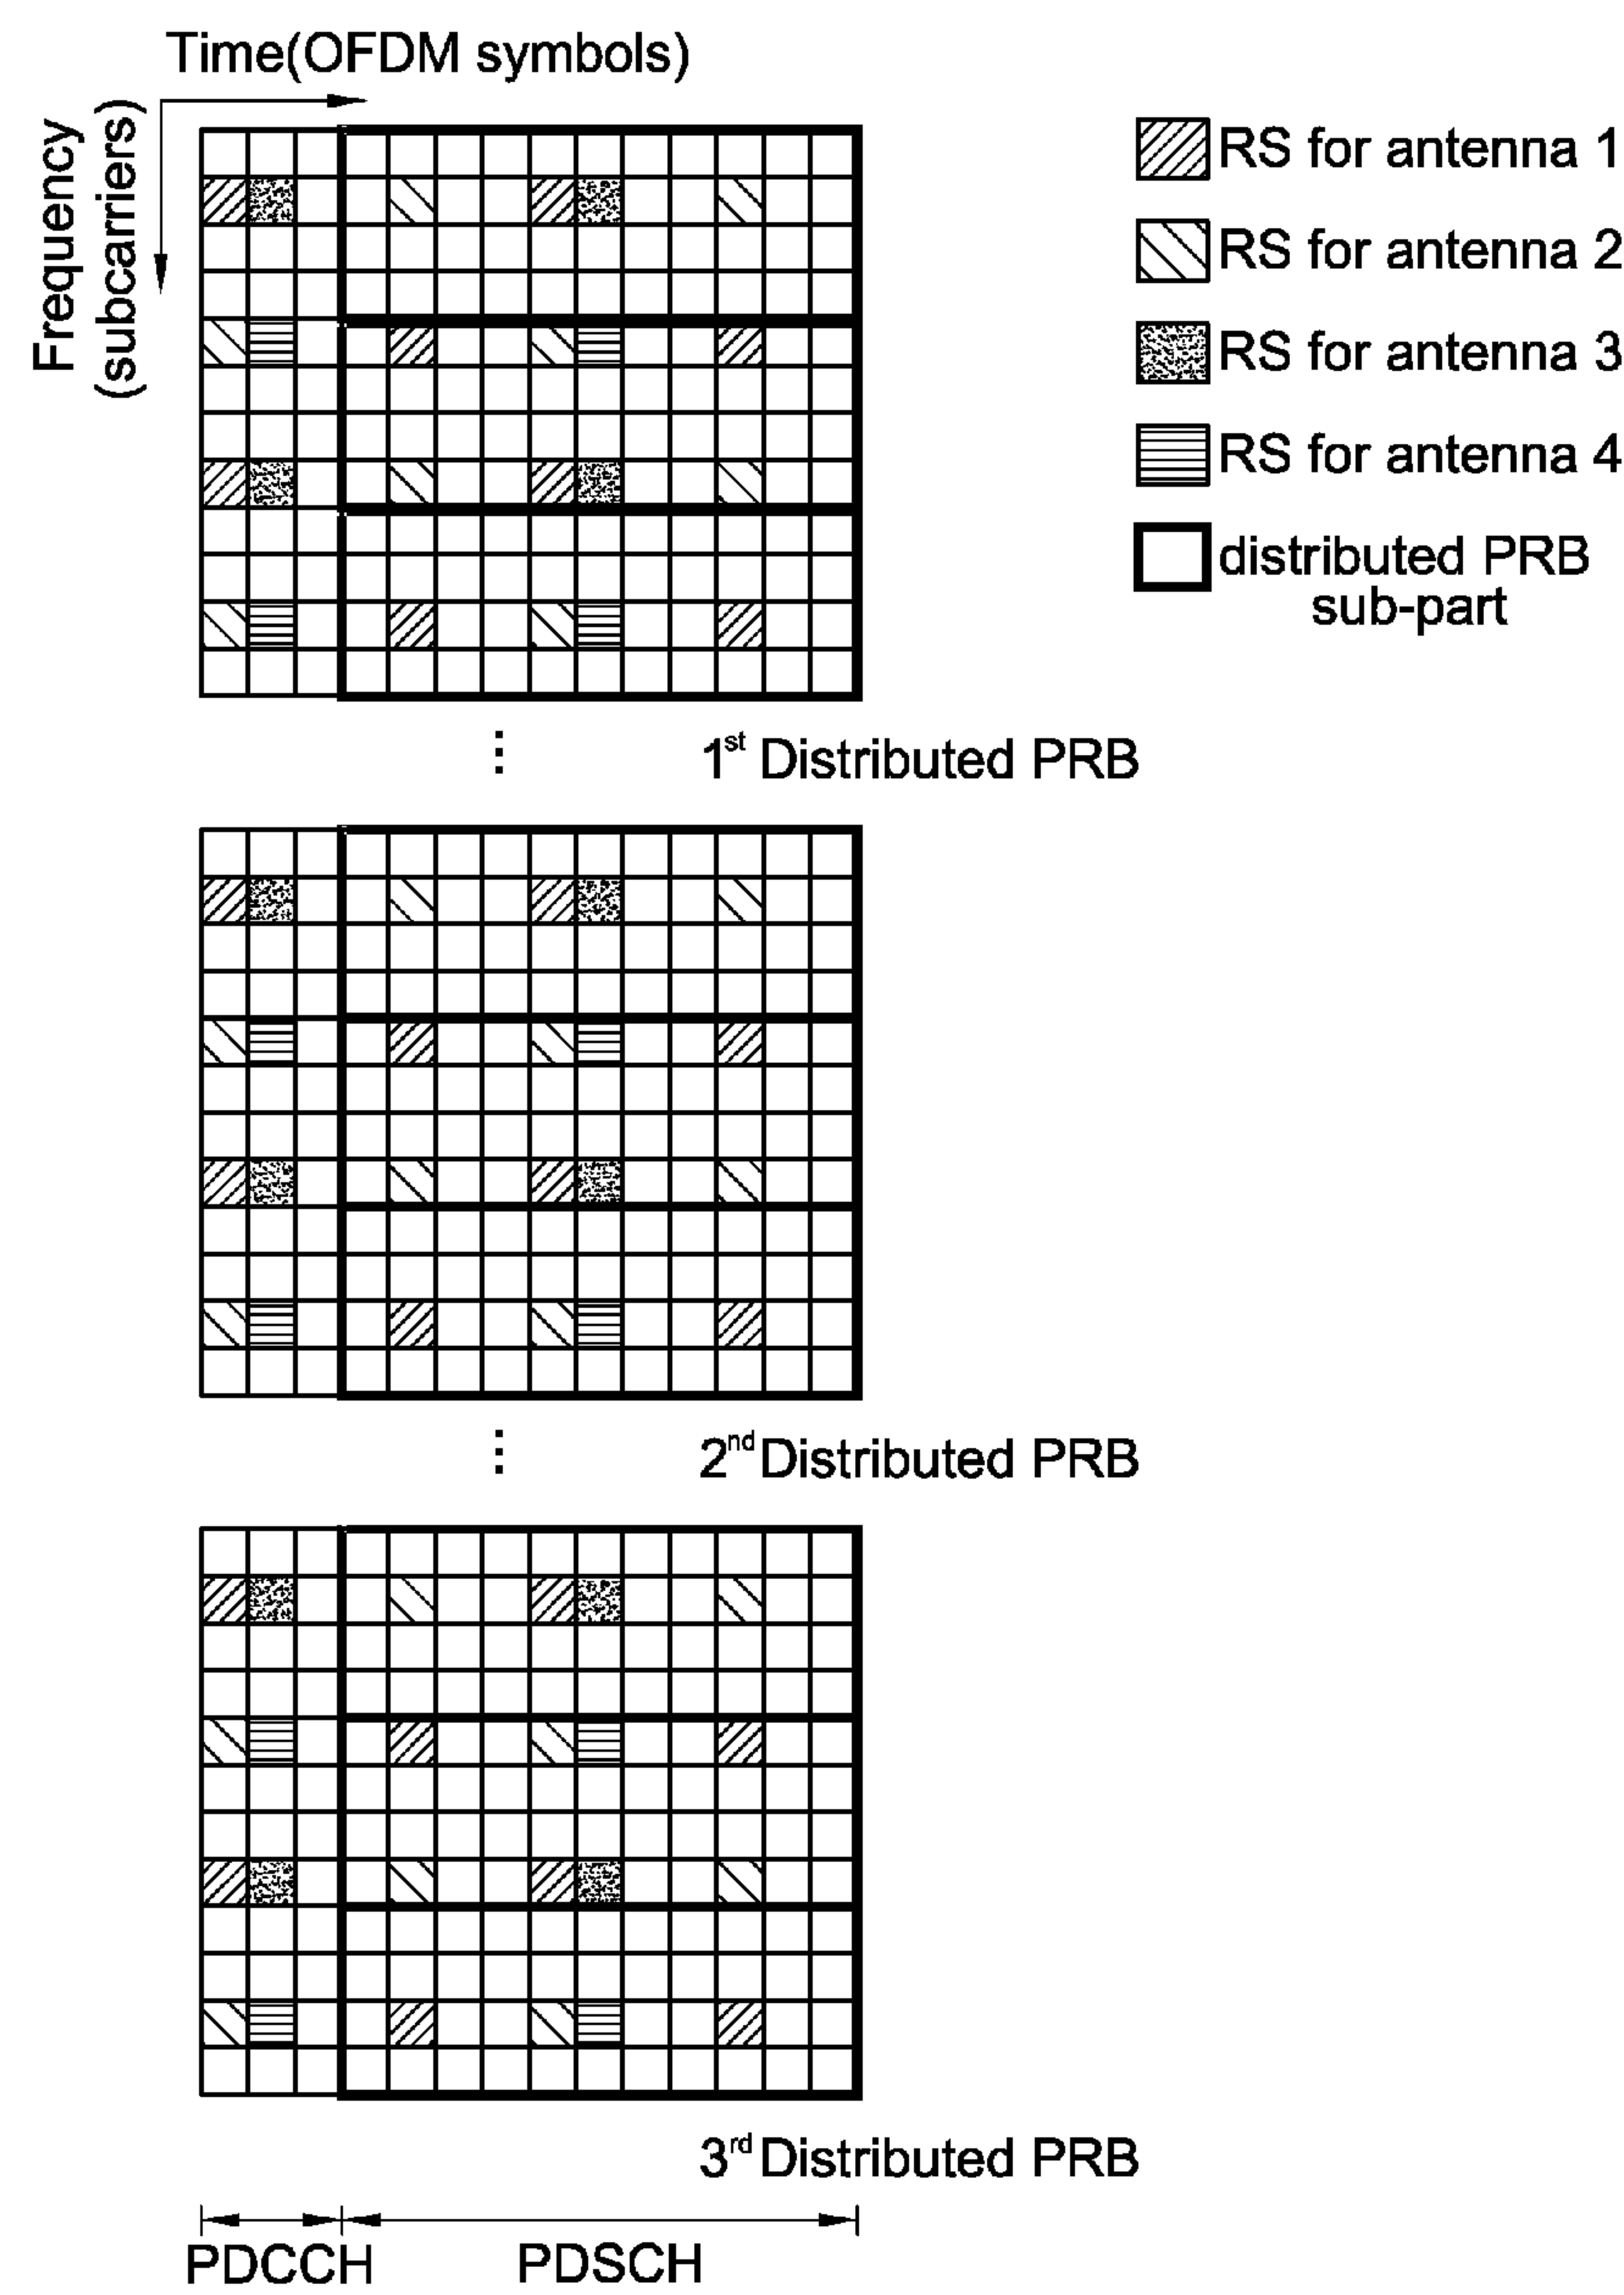 Time(OFDM symbols)
Frequency
(subcarriers)
RS for antenna 1
RS for antenna 2
RS for antenna 3
RS for antenna 4
distributed PRB
sub-part
1st Distributed PRB
2nd Distributed PRB
3rd Distributed PRB
PDCCH
PDSCH